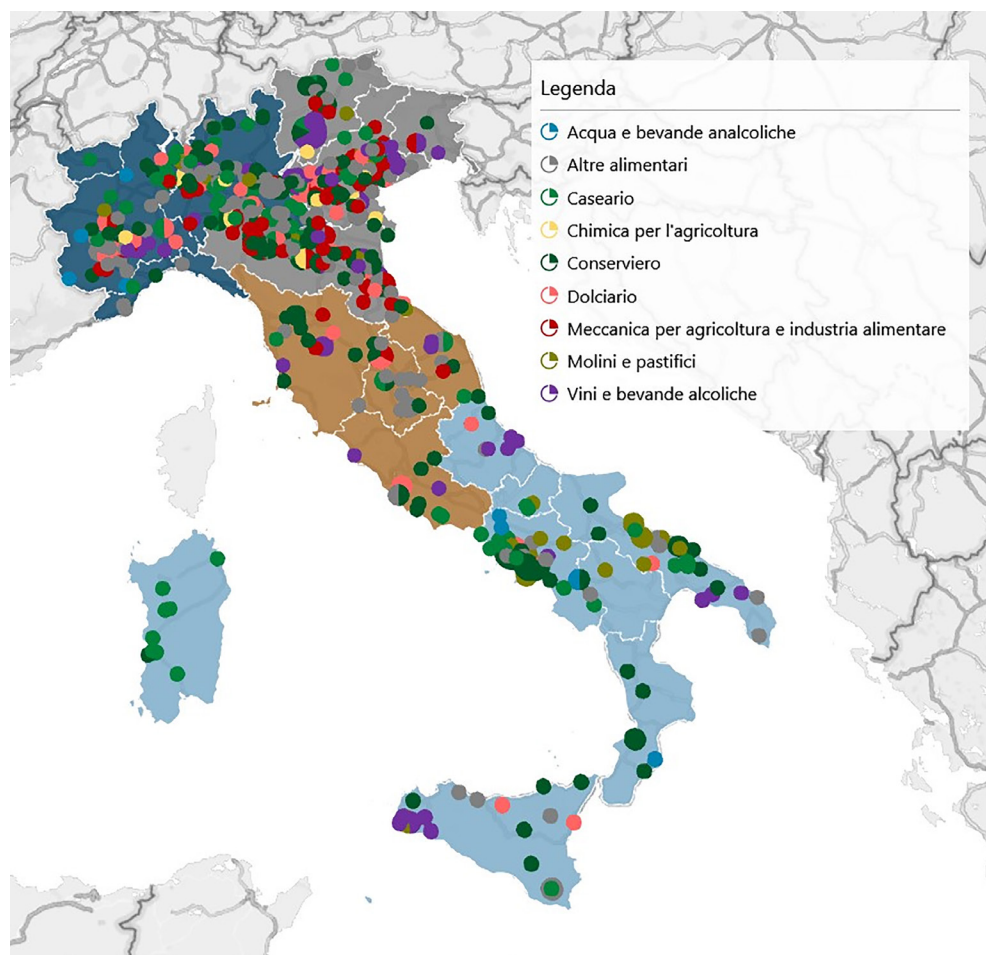 Legenda
Acqua e bevande analcoliche
Altre alimentari
Caseario
Chimica per l'agricoltura
Conserviero
Dolciario
Meccanica per agricoltura e industria alimentare
Molini e pastifici
Vini e bevande alcoliche